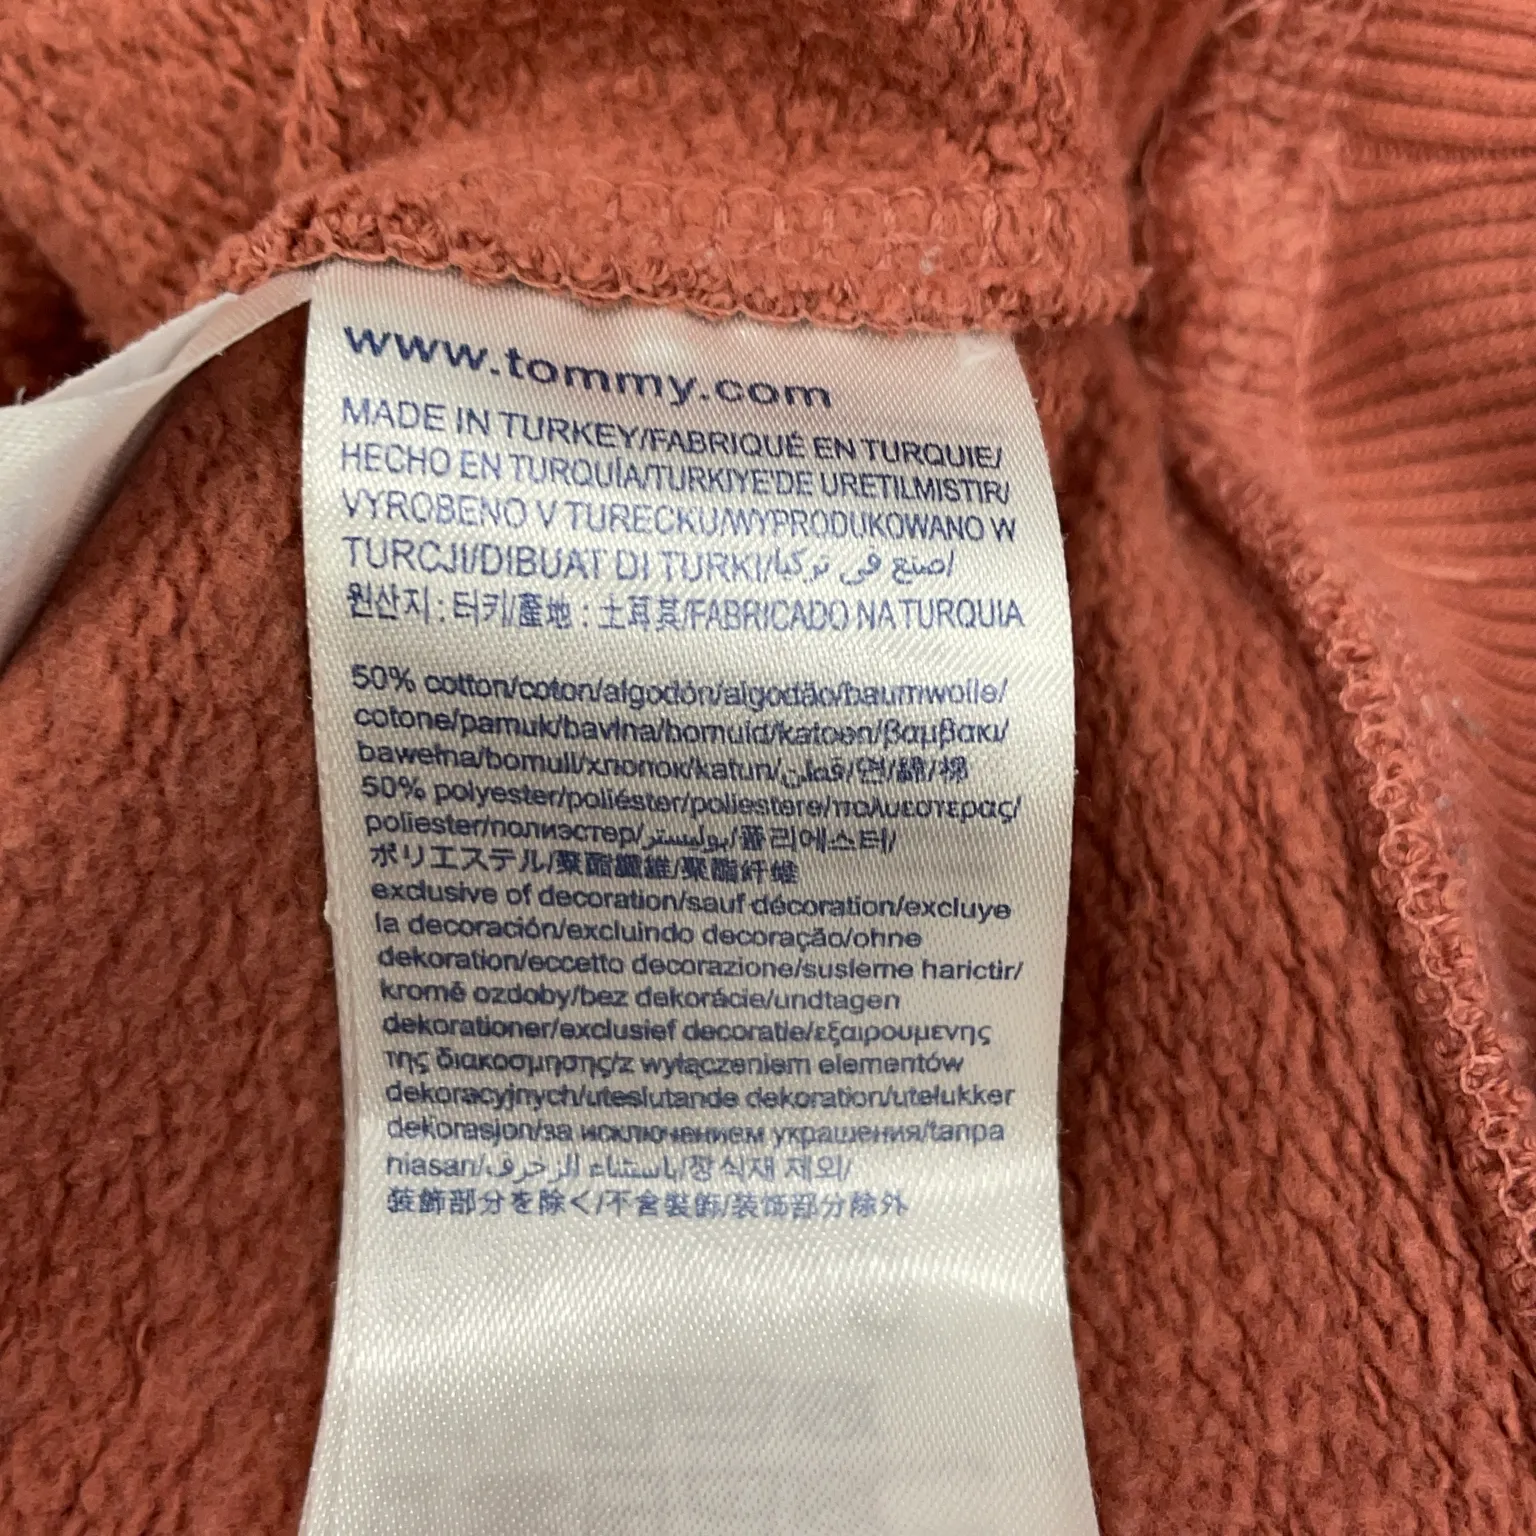 www.tommy.com
MADE IN TURKEY/FABRIQUÉ EN TURQUIE/
HECHO EN TURQUÍA/TURKIYE'DE URETILMISTIR/
VYROBENO V TURECKU/WYPRODUKOWANO W
TURCJI/DIBUAT DI TURKI/اصنع في تركيا
원산지 : 터키/產地 : 土耳其/FABRICADO NA TURQUIA
50% cotton/coton/algodón/algodão/baumwolle/
cotone/pamuk/bavlna/bomuld/katoen/βαμβακι/
bawełna/bomull/хлопок/katun/قطن/면/綿/棉
50% polyester/poliéster/poliestere/πολυεστερας/
poliester/полиэстер/بوليستر/폴리에스터/
ポリエステル/聚酯纖維/聚酯纤维
exclusive of decoration/sauf décoration/excluye
la decoración/excluindo decoração/ohne
dekoration/eccetto decorazione/susleme harictir/
kromě ozdoby/bez dekorácie/undtagen
dekorationer/exclusief decoratie/εξαιρουμενης
της διακοσμησης/z wyłączeniem elementów
dekoracyjnych/uteslutande dekoration/utelukker
dekorasjon/за исключением украшения/tanpa
hiasan/باستثناء الزخرف/장식재 제외/
装飾部分を除く/不含裝飾/装饰部分除外